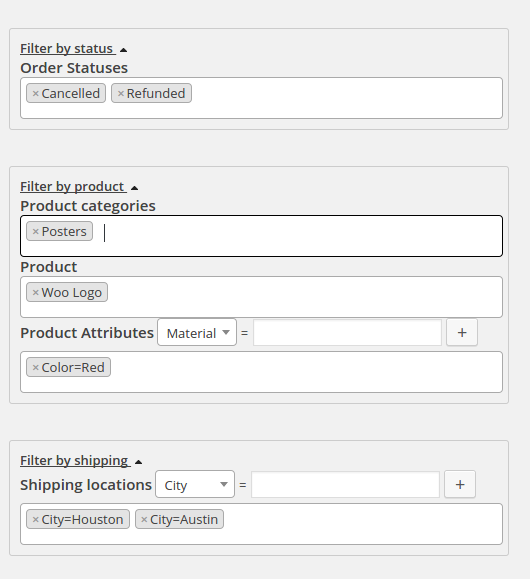 Filter by status
Order Statuses
× Cancelled × Refunded
Filter by product
Product categories
× Posters
Product
× Woo Logo
Product Attributes Material = +
× Color=Red
Filter by shipping
Shipping locations City = +
× City=Houston × City=Austin